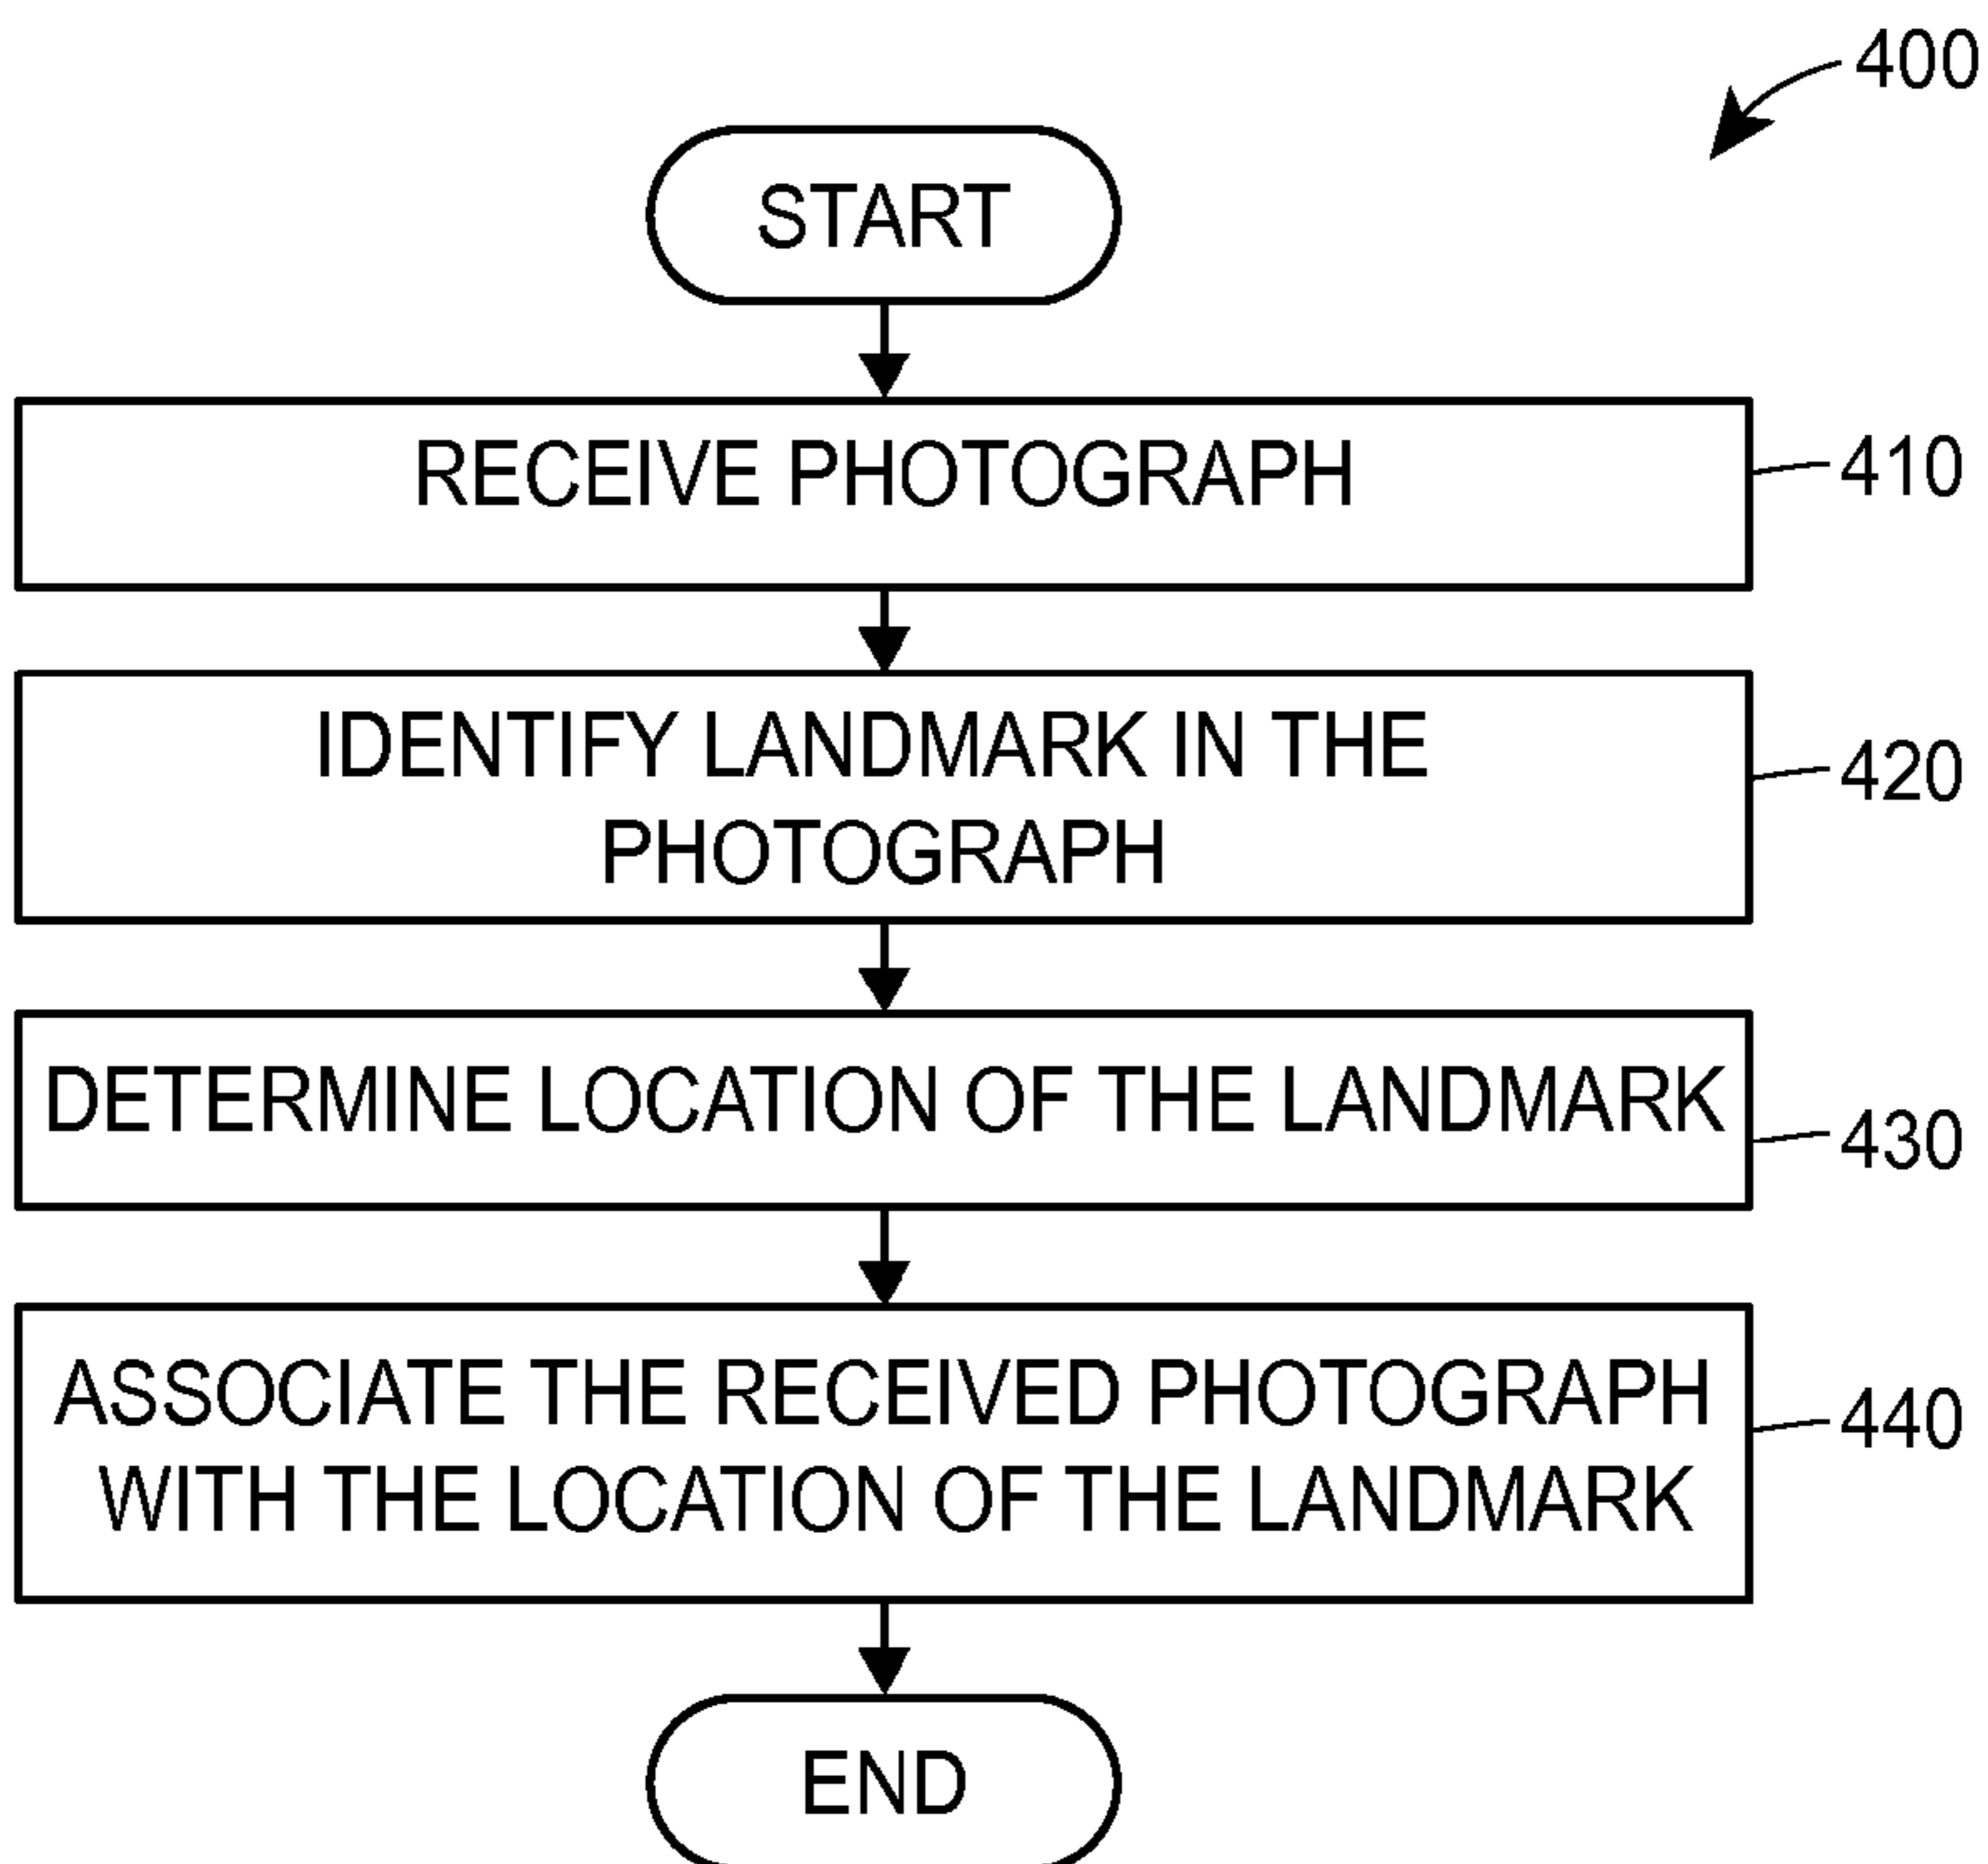 400
START
RECEIVE PHOTOGRAPH
410
IDENTIFY LANDMARK IN THE
PHOTOGRAPH
420
DETERMINE LOCATION OF THE LANDMARK
430
ASSOCIATE THE RECEIVED PHOTOGRAPH
WITH THE LOCATION OF THE LANDMARK
440
END